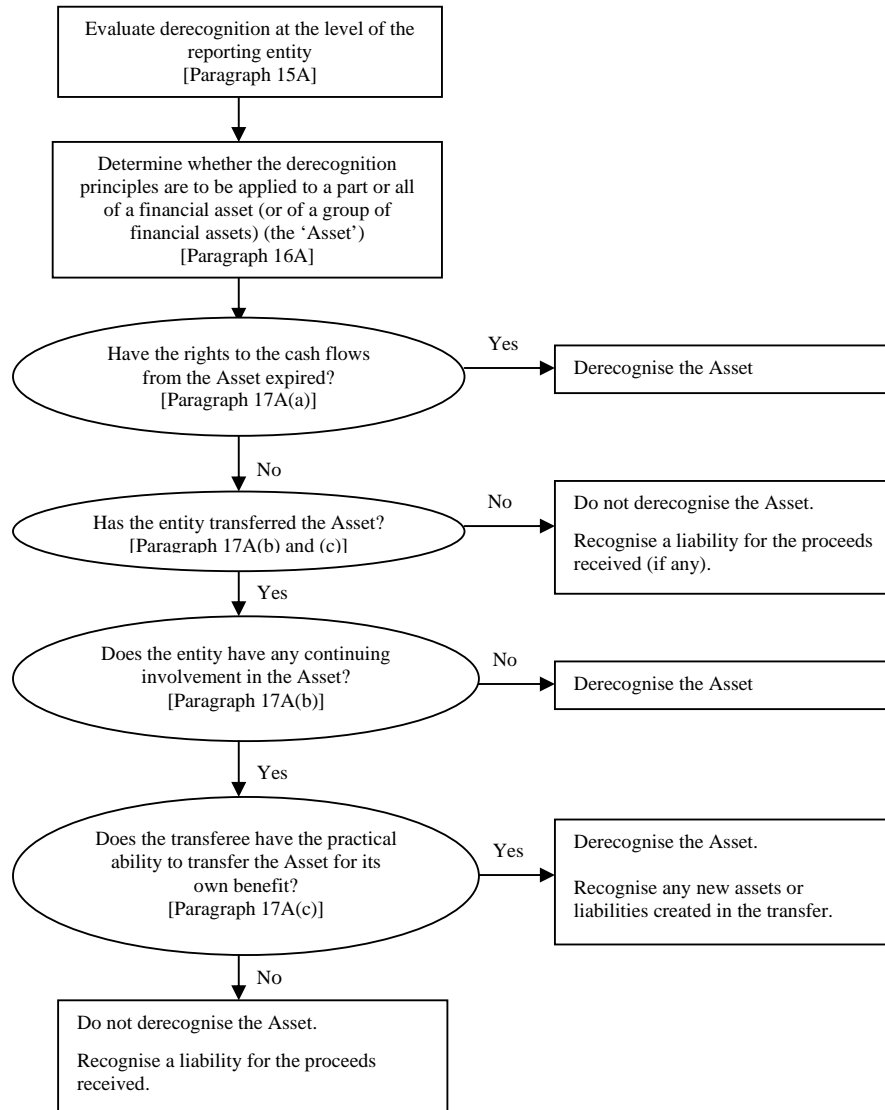 Evaluate derecognition at the level of the
reporting entity
[Paragraph 15A]
Determine whether the derecognition
principles are to be applied to a part or all
of a financial asset (or of a group of
financial assets) (the ‘Asset’)
[Paragraph 16A]
Have the rights to the cash flows
from the Asset expired?
[Paragraph 17A(a)]
Yes
Derecognise the Asset
No
Has the entity transferred the Asset?
[Paragraph 17A(b) and (c)]
No
Do not derecognise the Asset.
Recognise a liability for the proceeds
received (if any).
Yes
Does the entity have any continuing
involvement in the Asset?
[Paragraph 17A(b)]
No
Derecognise the Asset
Yes
Does the transferee have the practical
ability to transfer the Asset for its
own benefit?
[Paragraph 17A(c)]
Yes
Derecognise the Asset.
Recognise any new assets or
liabilities created in the transfer.
No
Do not derecognise the Asset.
Recognise a liability for the proceeds
received.